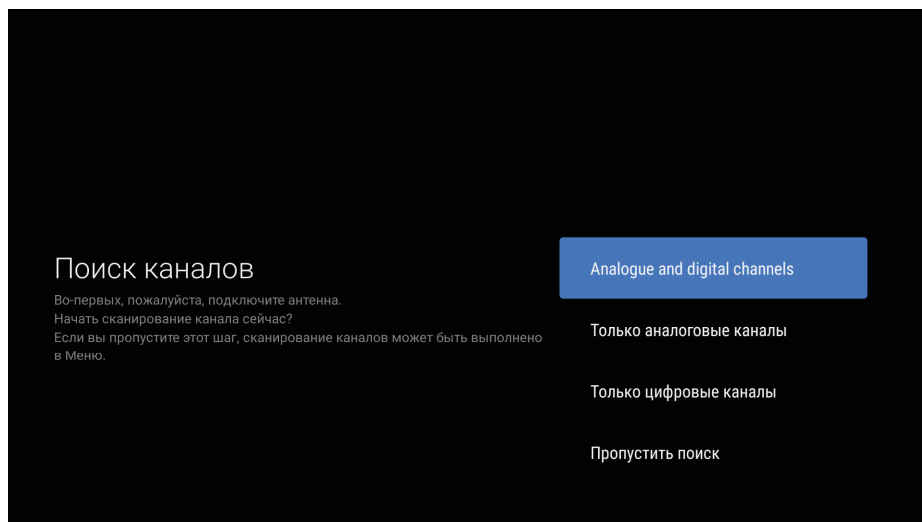 Поиск каналов
Во-первых, пожалуйста, подключите антенна.
Начать сканирование канала сейчас?
Если вы пропустите этот шаг, сканирование каналов может быть выполнено
в Меню.
Analogue and digital channels
Только аналоговые каналы
Только цифровые каналы
Пропустить поиск